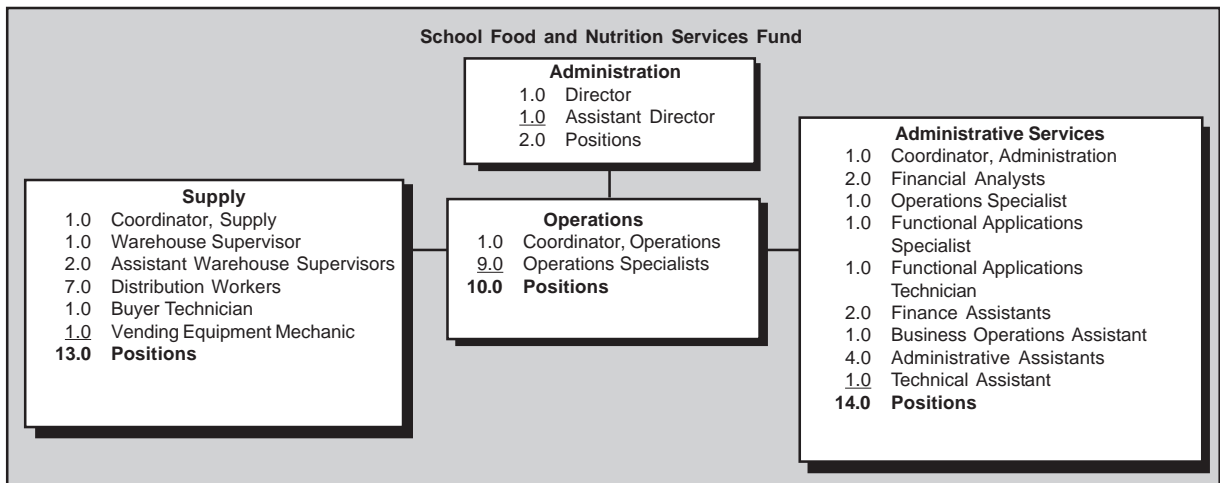 School Food and Nutrition Services Fund
Administration
1.0 Director
1.0 Assistant Director
2.0 Positions
Supply
1.0 Coordinator, Supply
1.0 Warehouse Supervisor
2.0 Assistant Warehouse Supervisors
7.0 Distribution Workers
1.0 Buyer Technician
1.0 Vending Equipment Mechanic
13.0 Positions
Operations
1.0 Coordinator, Operations
9.0 Operations Specialists
10.0 Positions
Administrative Services
1.0 Coordinator, Administration
2.0 Financial Analysts
1.0 Operations Specialist
1.0 Functional Applications
Specialist
1.0 Functional Applications
Technician
2.0 Finance Assistants
1.0 Business Operations Assistant
4.0 Administrative Assistants
1.0 Technical Assistant
14.0 Positions